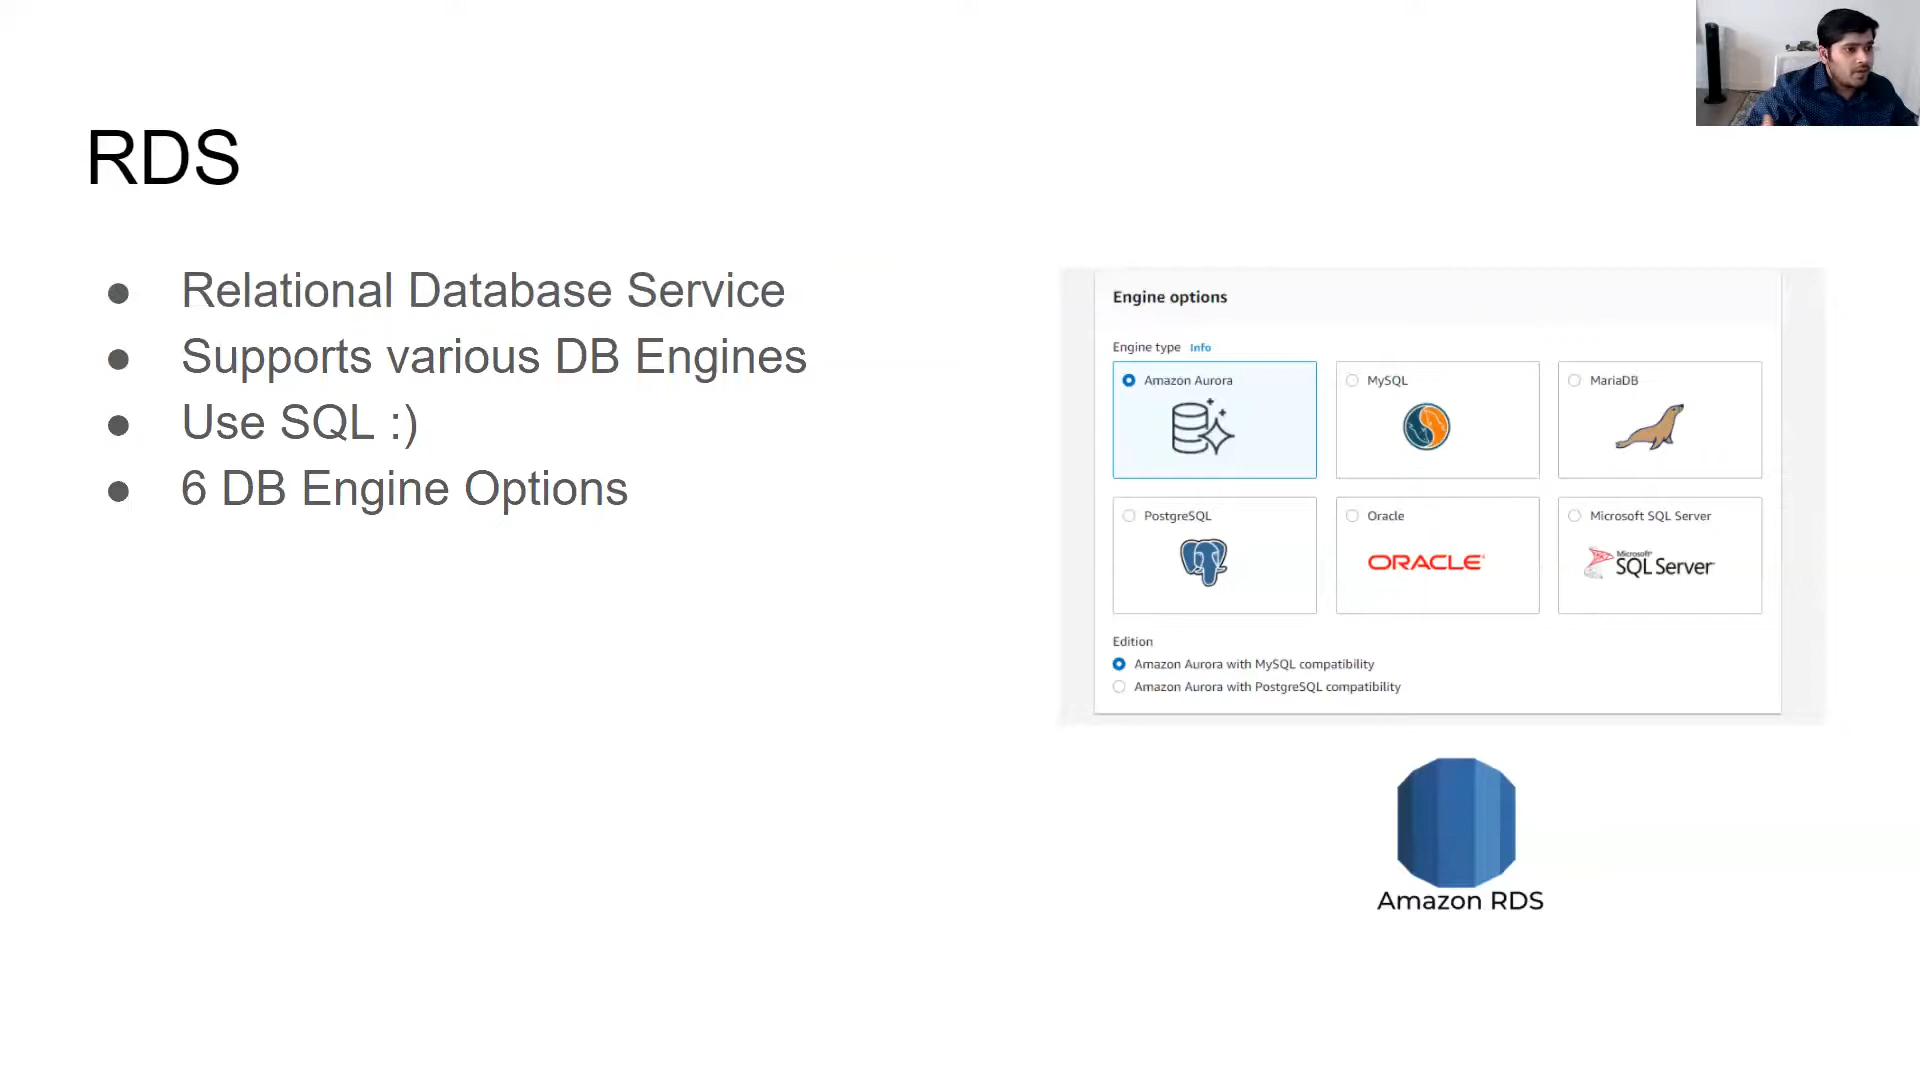 RDS
● Relational Database Service
● Supports various DB Engines
● Use SQL :)
● 6 DB Engine Options
Engine options
Engine type Info
Amazon Aurora
MySQL
MariaDB
PostgreSQL
Oracle
ORACLE
Microsoft SQL Server
Microsoft
SQL Server
Edition
Amazon Aurora with MySQL compatibility
Amazon Aurora with PostgreSQL compatibility
Amazon RDS